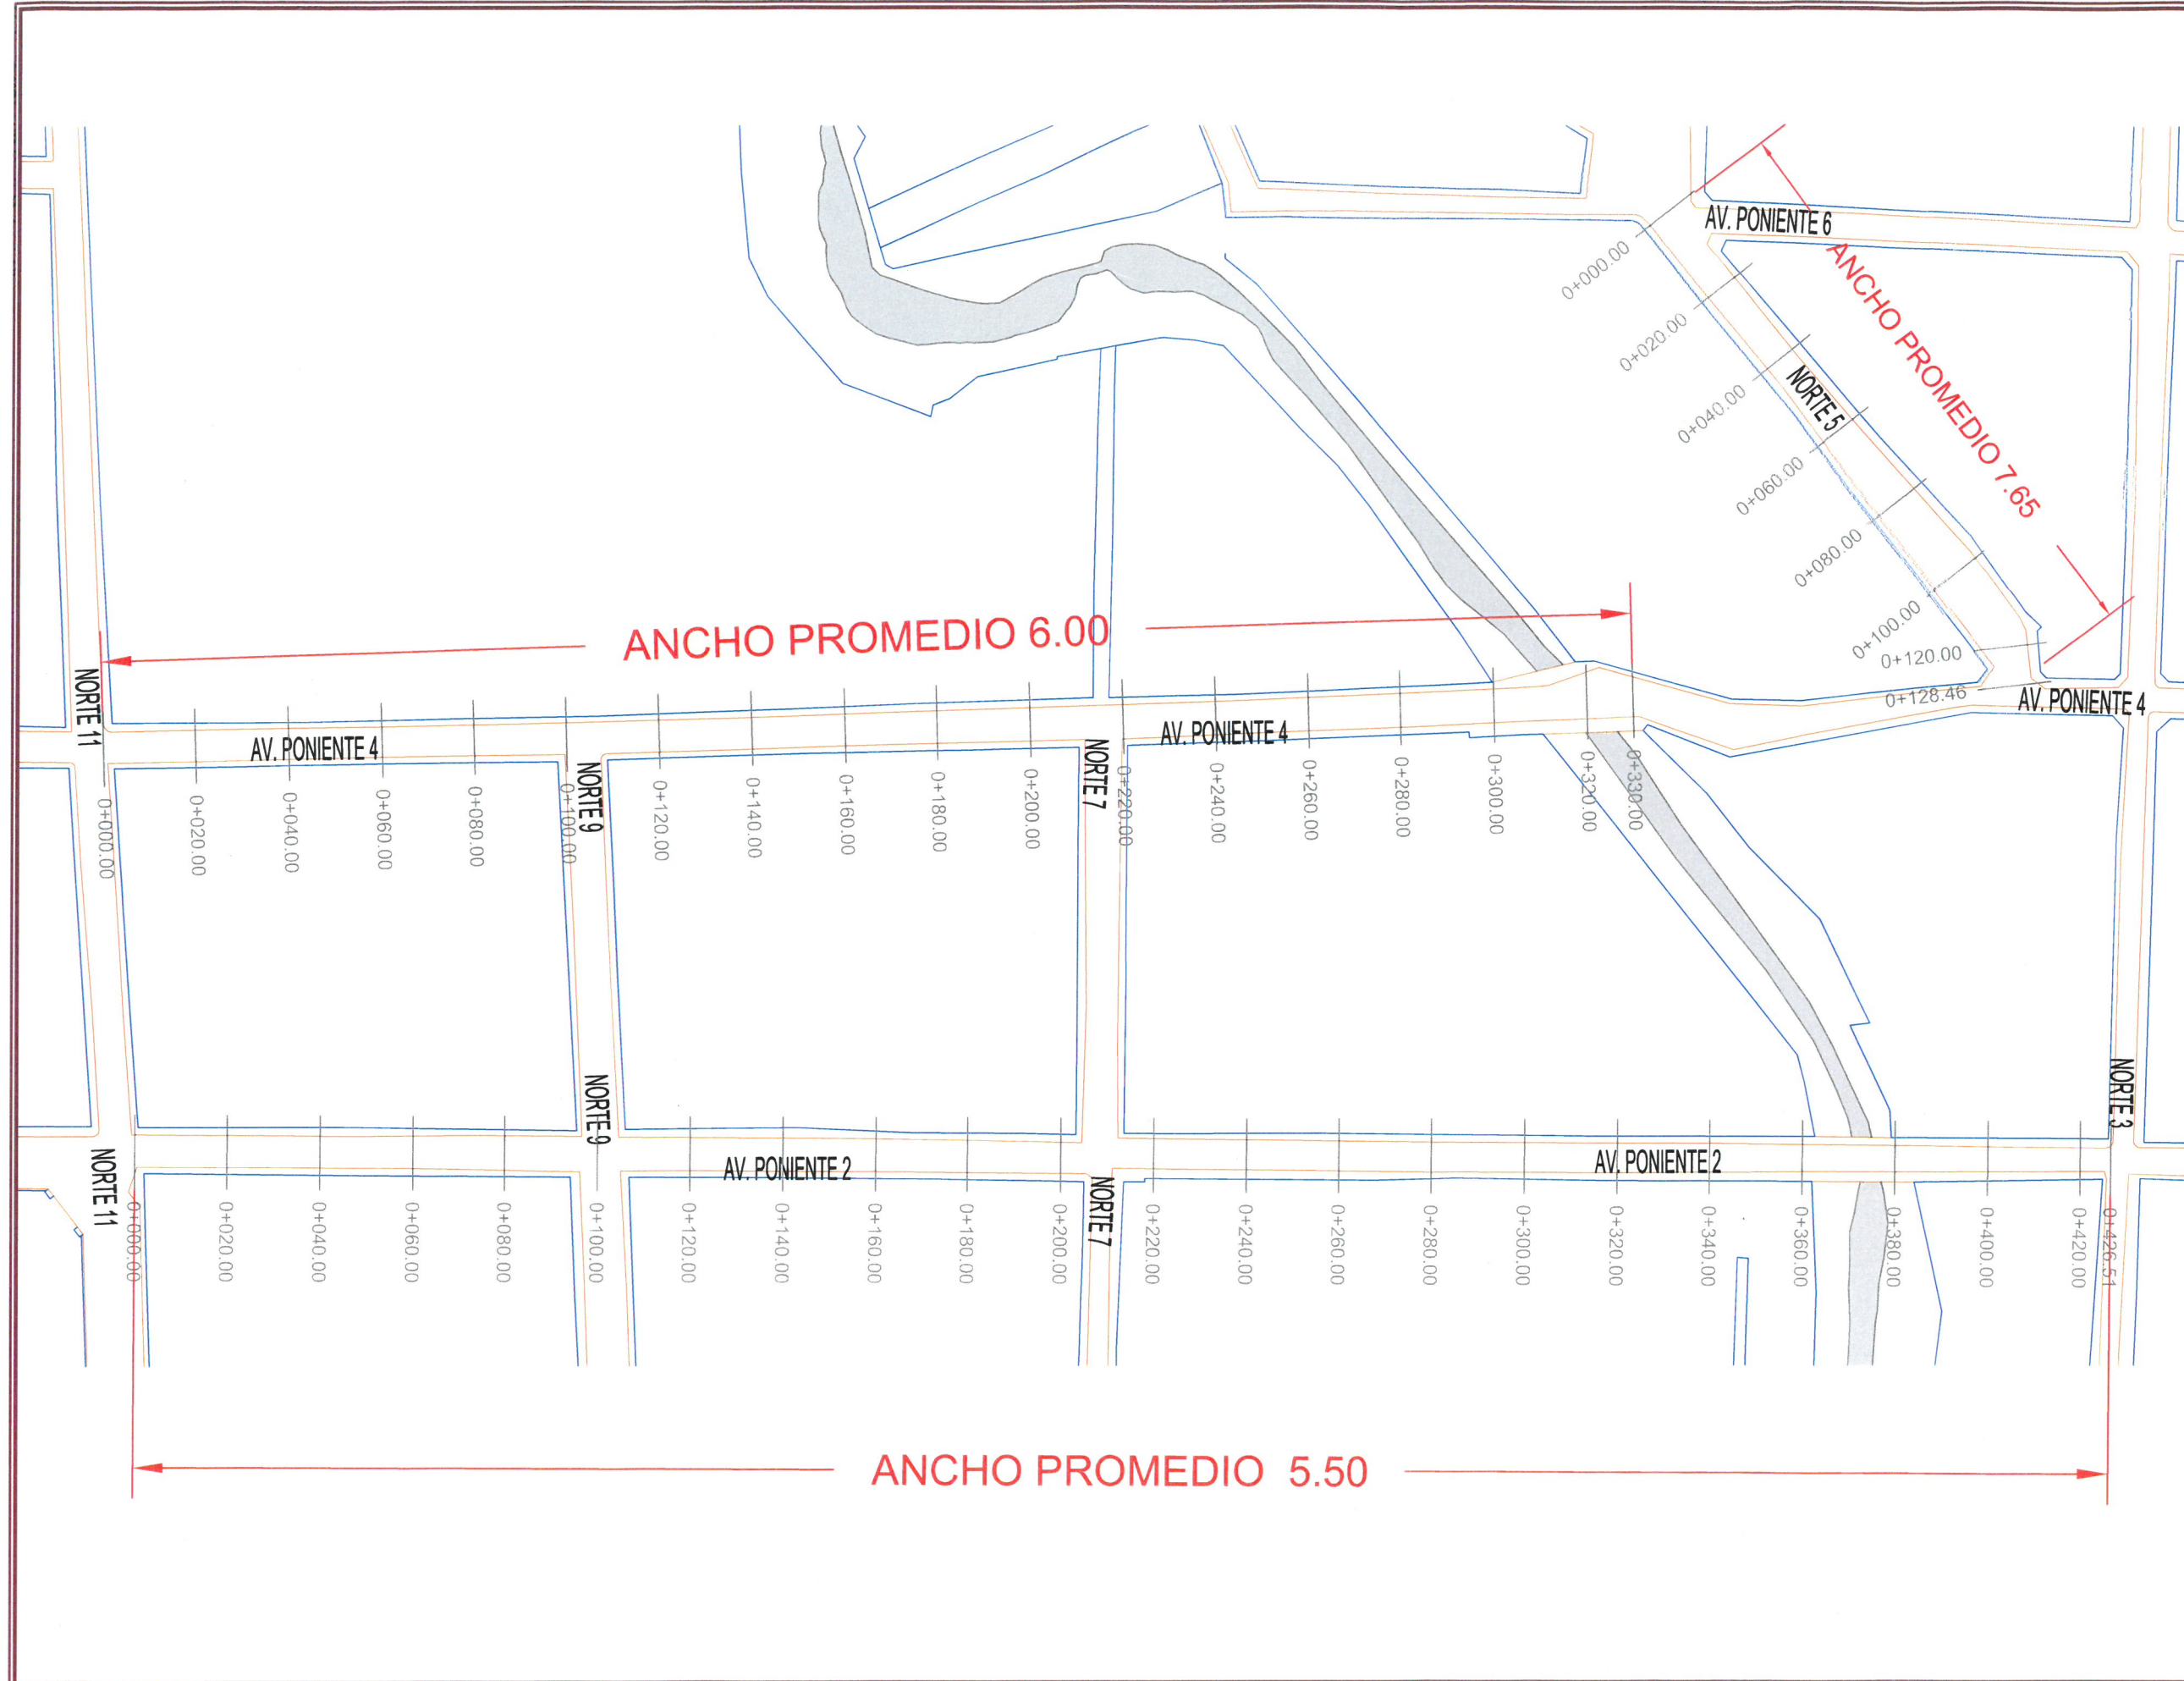 AV. PONIENTE 6
0+000.00
0+020.00
0+040.00
0+060.00
0+080.00
0+100.00
0+120.00
0+128.46
NORTE 5
ANCHO PROMEDIO 7.65
ANCHO PROMEDIO 6.00
NORTE 11
AV. PONIENTE 4
NORTE 9
NORTE 7
AV. PONIENTE 4
AV. PONIENTE 4
0+000.00
0+020.00
0+040.00
0+060.00
0+080.00
0+100.00
0+120.00
0+140.00
0+160.00
0+180.00
0+200.00
0+220.00
0+240.00
0+260.00
0+280.00
0+300.00
0+320.00
0+330.00
NORTE 9
NORTE 3
NORTE 11
AV. PONIENTE 2
NORTE 7
AV. PONIENTE 2
0+000.00
0+020.00
0+040.00
0+060.00
0+080.00
0+100.00
0+120.00
0+140.00
0+160.00
0+180.00
0+200.00
0+220.00
0+240.00
0+260.00
0+280.00
0+300.00
0+320.00
0+340.00
0+360.00
0+380.00
0+400.00
0+420.00
0+426.51
ANCHO PROMEDIO 5.50